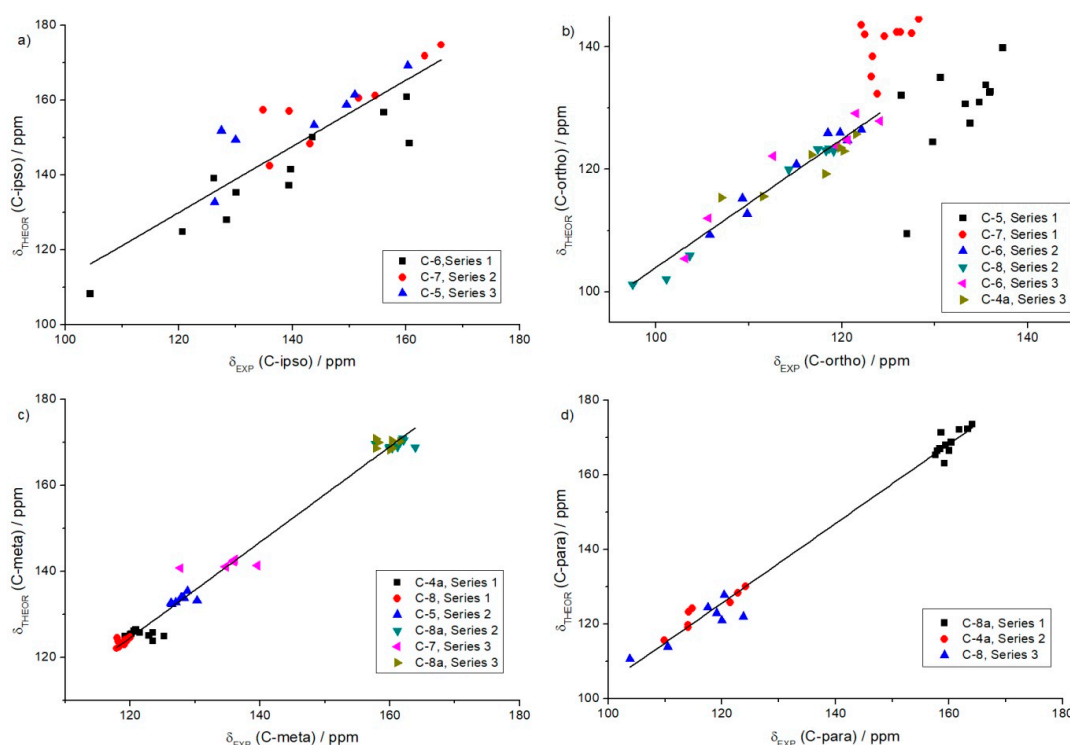 a)
180
160
140
120
100
δTHEOR (C-ipso) / ppm
C-6,Series 1
C-7, Series 2
C-5, Series 3
100 120 140 160 180
δEXP (C-ipso) / ppm
b)
140
120
100
δTHEOR (C-ortho) / ppm
C-5, Series 1
C-7, Series 1
C-6, Series 2
C-8, Series 2
C-6, Series 3
C-4a, Series 3
100 120 140
δEXP (C-ortho) / ppm
c)
180
160
140
120
δTHEOR (C-meta) / ppm
C-4a, Series 1
C-8, Series 1
C-5, Series 2
C-8a, Series 2
C-7, Series 3
C-8a, Series 3
120 140 160 180
δEXP (C-meta) / ppm
d)
180
160
140
120
100
δTHEOR (C-para) / ppm
C-8a, Series 1
C-4a, Series 2
C-8, Series 3
100 120 140 160 180
δEXP (C-para) / ppm